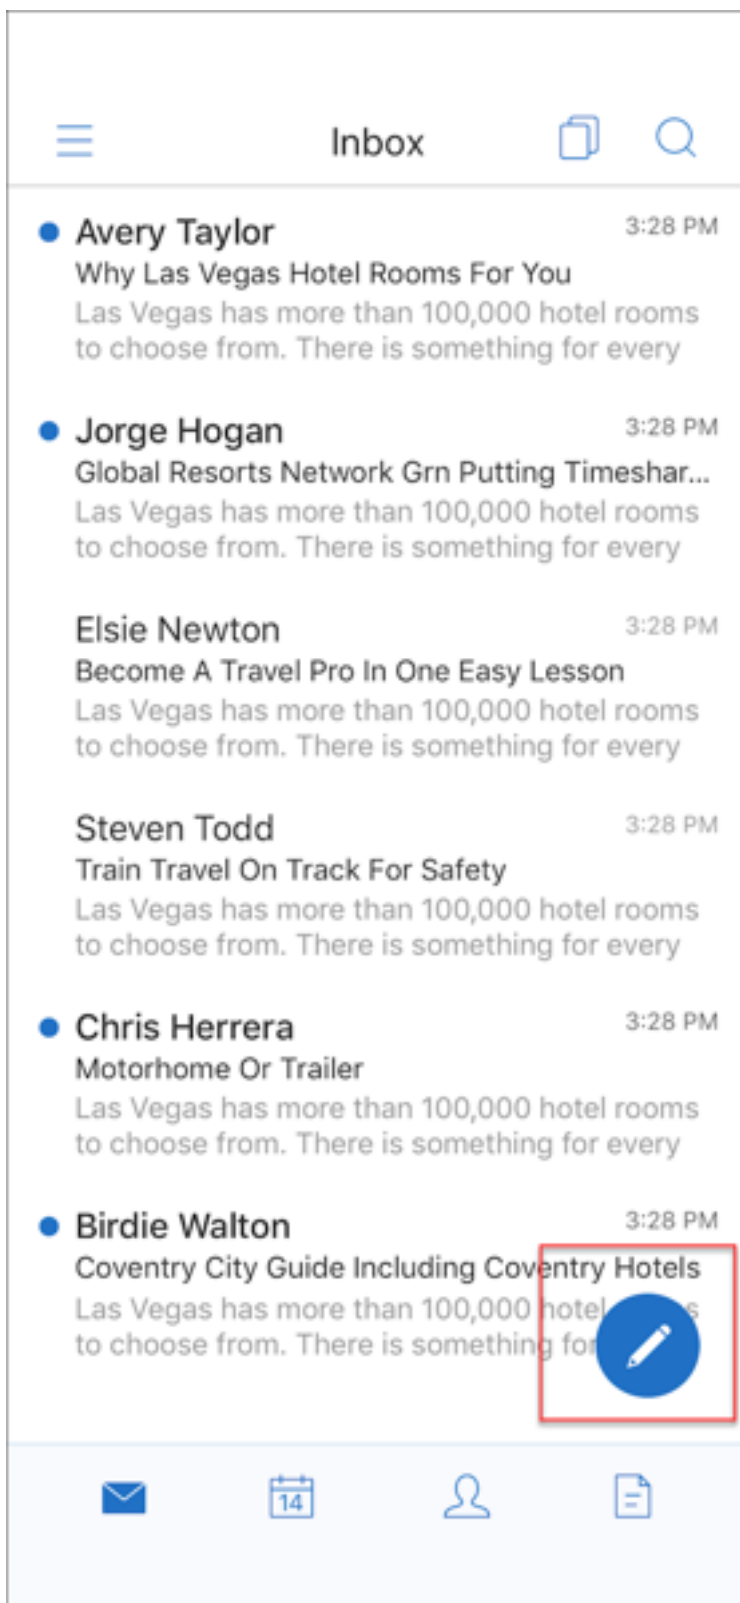 Inbox
Avery Taylor 3:28 PM
Why Las Vegas Hotel Rooms For You
Las Vegas has more than 100,000 hotel rooms
to choose from. There is something for every
Jorge Hogan 3:28 PM
Global Resorts Network Grn Putting Timeshar...
Las Vegas has more than 100,000 hotel rooms
to choose from. There is something for every
Elsie Newton 3:28 PM
Become A Travel Pro In One Easy Lesson
Las Vegas has more than 100,000 hotel rooms
to choose from. There is something for every
Steven Todd 3:28 PM
Train Travel On Track For Safety
Las Vegas has more than 100,000 hotel rooms
to choose from. There is something for every
Chris Herrera 3:28 PM
Motorhome Or Trailer
Las Vegas has more than 100,000 hotel rooms
to choose from. There is something for every
Birdie Walton 3:28 PM
Coventry City Guide Including Coventry Hotels
Las Vegas has more than 100,000 hotel
to choose from. There is something for
14